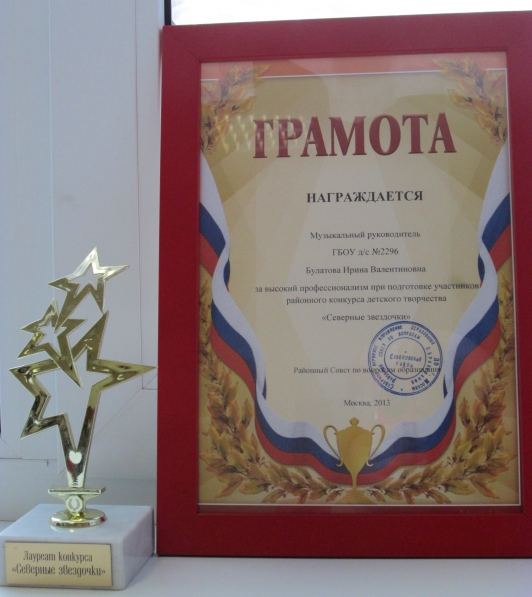 ГРАМОТА
НАГРАЖДАЕТСЯ
Музыкальный руководитель
ГБОУ д/с №2296
Булатова Ирина Валентиновна
за высокий профессионализм при подготовке участников
районного конкурса детского творчества
«Северные звездочки»
Районный Совет по вопросам образования
Москва, 2013
Лауреат конкурса
«Северные звездочки»